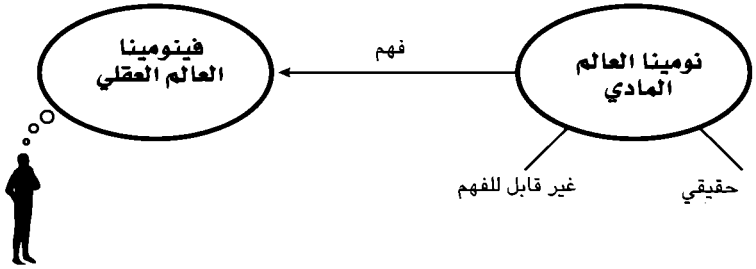 نومينا العالم
المادي
فهم
فينومينا
العالم العقلي
حقيقي
غير قابل للفهم